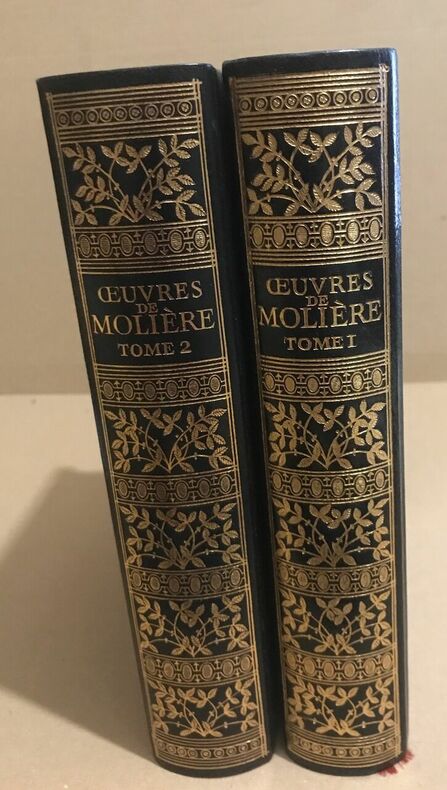 ŒUVRES
DE
MOLIÈRE
TOME 2
ŒUVRES
DE
MOLIÈRE
TOME I